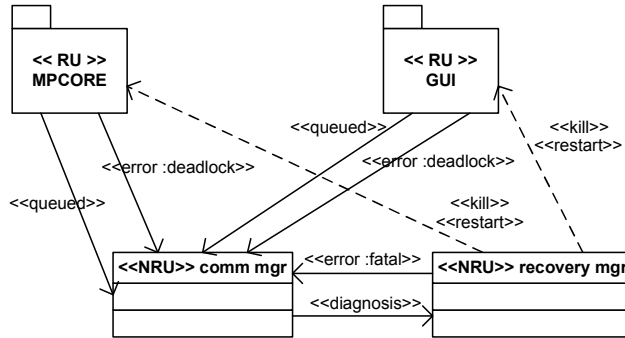 << RU >>
MPCORE
<< RU >>
GUI
<<queued>>
<<kill>>
<<restart>>
<<error :deadlock>>
<<error :deadlock>>
<<queued>>
<<kill>>
<<restart>>
<<NRU>> comm mgr
<<error :fatal>>
<<NRU>> recovery mgr
<<diagnosis>>